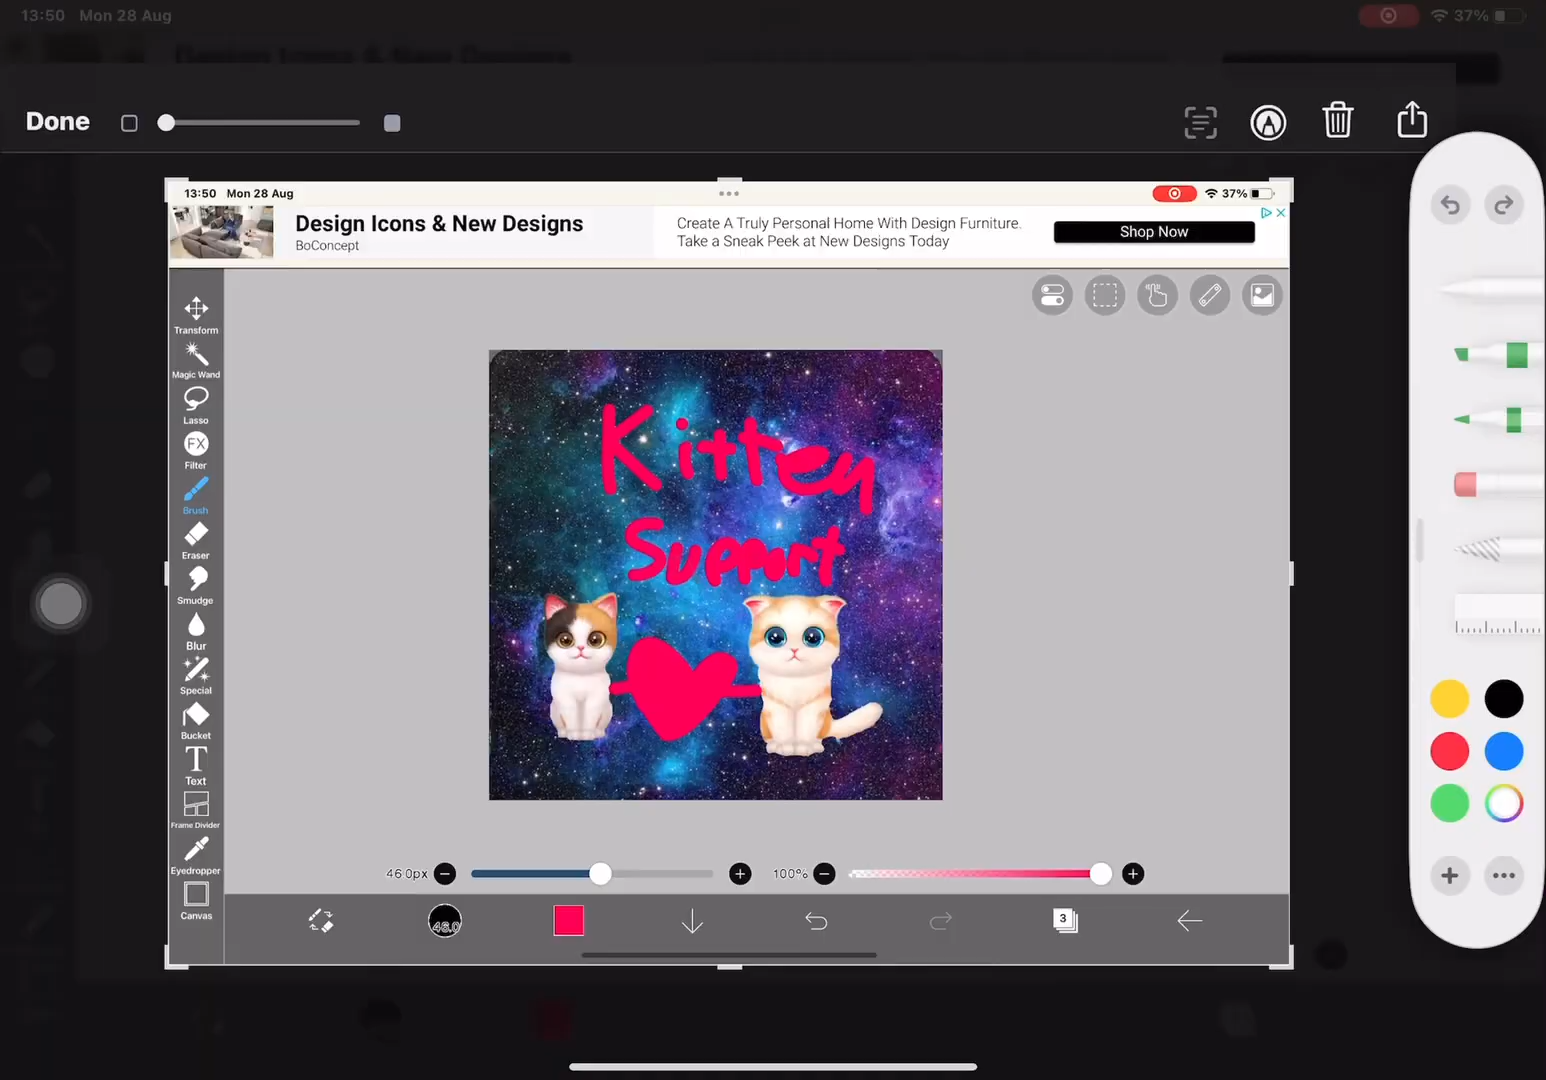 13:50 Mon 28 Aug
37%
Done
13:50 Mon 28 Aug
37%
Design Icons & New Designs
BoConcept
Create A Truly Personal Home With Design Furniture.
Take a Sneak Peek at New Designs Today
Shop Now
Transform
Magic Wand
Lasso
FX
Filter
Brush
Eraser
Smudge
Blur
Special
Bucket
T
Text
Frame Divider
Eyedropper
Canvas
Kitten
Support
46.0px
100%
46.0
3